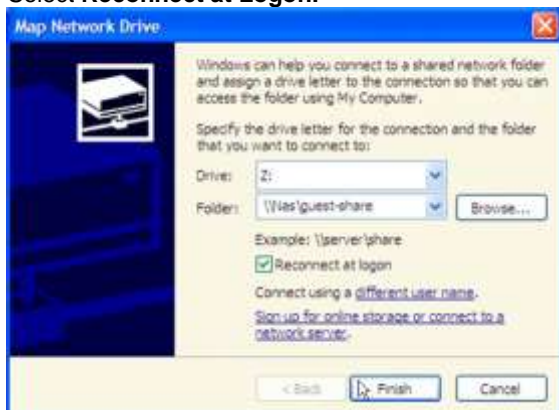 Select Reconnect at Logon.
Map Network Drive
Windows can help you connect to a shared network folder
and assign a drive letter to the connection so that you can
access the folder using My Computer.
Specify the drive letter for the connection and the folder
that you want to connect to:
Drive: Z:
Folder: \\Nas\guest-share Browse...
Example: \\server\share
Reconnect at logon
Connect using a different user name.
Sign up for online storage or connect to a
network server.
< Back Finish Cancel